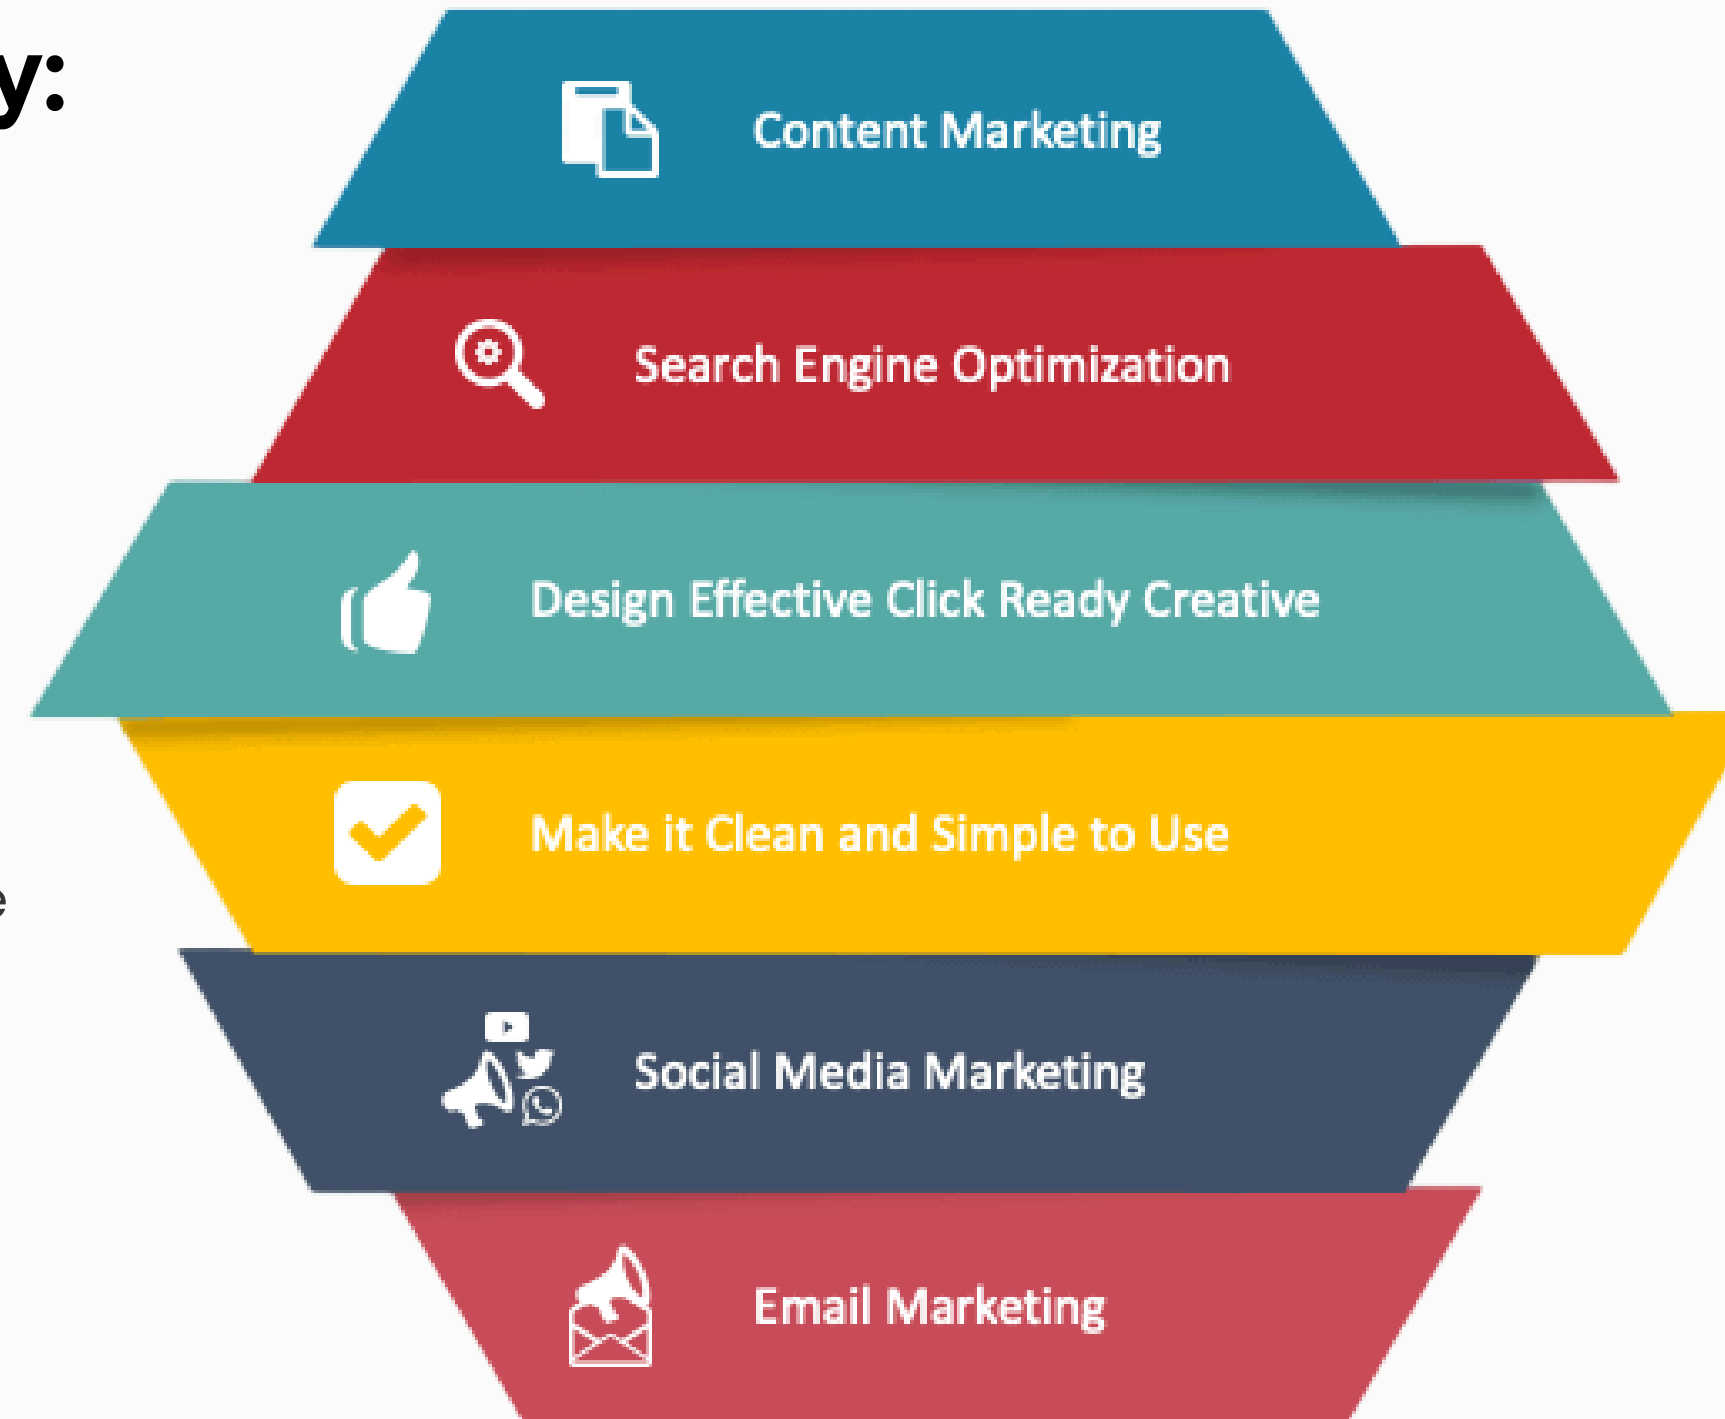 y:
Content Marketing
Search Engine Optimization
Design Effective Click Ready Creative
Make it Clean and Simple to Use
e
Social Media Marketing
Email Marketing